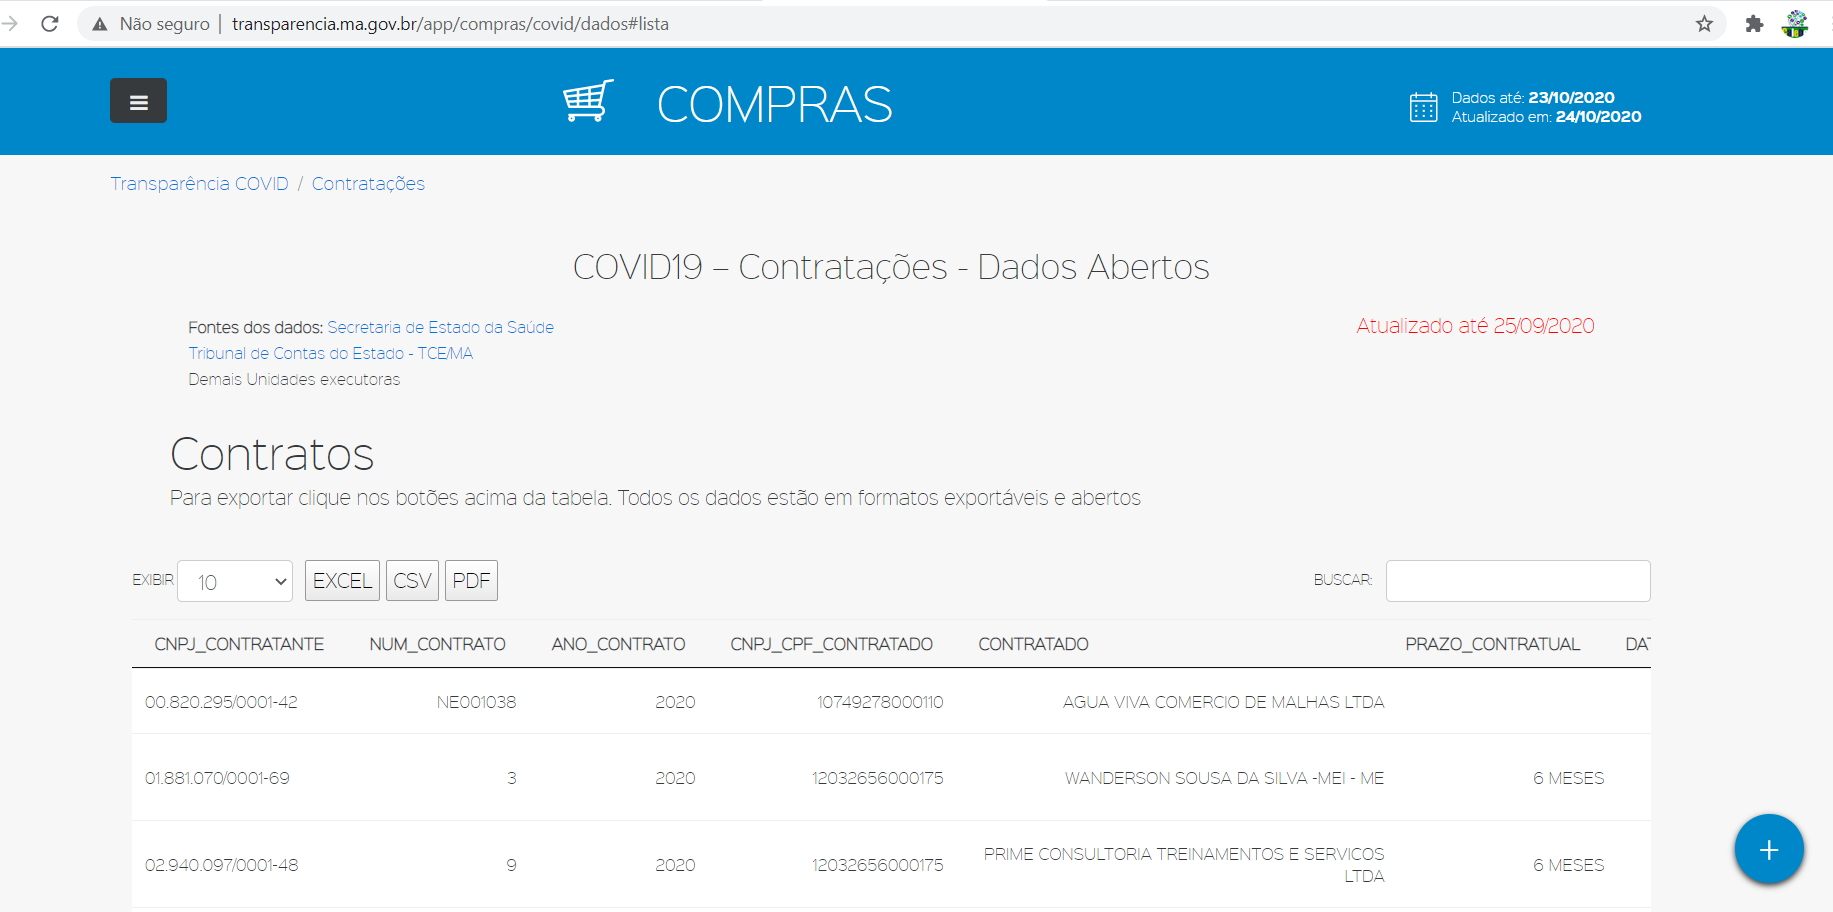 Não seguro | transparencia.ma.gov.br/app/compras/covid/dados#lista
COMPRAS
Dados até: 23/10/2020
Atualizado em: 24/10/2020
Transparência COVID / Contratações
COVID19 – Contratações - Dados Abertos
Fontes dos dados: Secretaria de Estado da Saúde
Atualizado até 25/09/2020
Tribunal de Contas do Estado - TCE/MA
Demais Unidades executoras
Contratos
Para exportar clique nos botões acima da tabela. Todos os dados estão em formatos exportáveis e abertos
EXIBIR 10 EXCEL CSV PDF BUSCAR:
CNPJ_CONTRATANTE NUM_CONTRATO ANO_CONTRATO CNPJ_CPF_CONTRATADO CONTRATADO PRAZO_CONTRATUAL DAT
00.820.295/0001-42 NE001038 2020 10749278000110 AGUA VIVA COMERCIO DE MALHAS LTDA
01.881.070/0001-69 3 2020 12032656000175 WANDERSON SOUSA DA SILVA -MEI - ME 6 MESES
02.940.097/0001-48 9 2020 12032656000175 PRIME CONSULTORIA TREINAMENTOS E SERVICOS LTDA 6 MESES
+